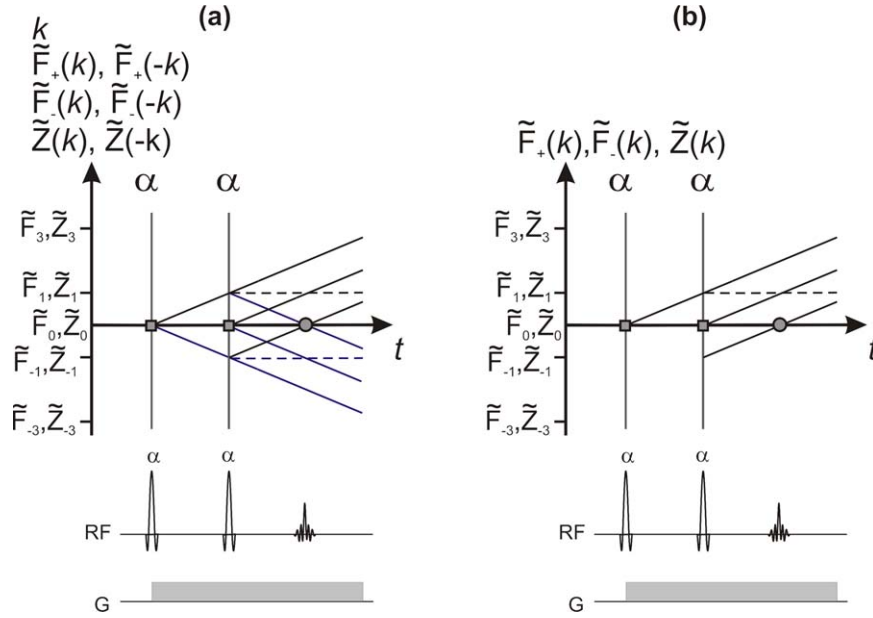 (a)
k
F̃₊(k), F̃₊(-k)
F̃₋(k), F̃₋(-k)
Z̃(k), Z̃(-k)
α
α
F̃₃,Z̃₃
F̃₁,Z̃₁
F̃₀,Z̃₀
F̃₋₁,Z̃₋₁
F̃₋₃,Z̃₋₃
t
α
α
RF
G
(b)
F̃₊(k),F̃₋(k), Z̃(k)
α
α
F̃₃,Z̃₃
F̃₁,Z̃₁
F̃₀,Z̃₀
F̃₋₁,Z̃₋₁
F̃₋₃,Z̃₋₃
t
α
α
RF
G